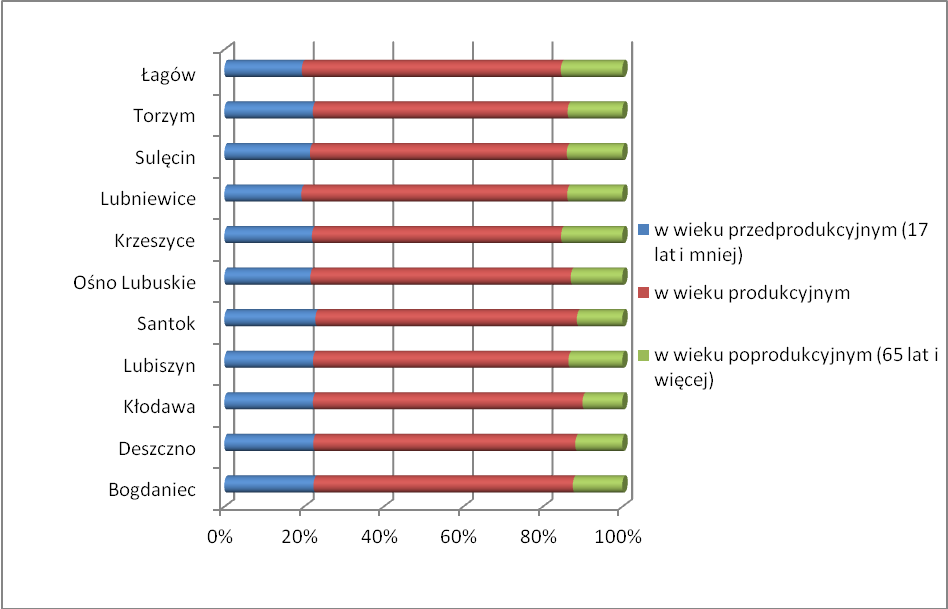 Łagów
Torzym
Sulęcin
Lubniewice
Krzeszyce
Ośno Lubuskie
Santok
Lubiszyn
Kłodawa
Deszczno
Bogdaniec
0% 20% 40% 60% 80% 100%
w wieku przedprodukcyjnym (17
lat i mniej)
w wieku produkcyjnym
w wieku poprodukcyjnym (65 lat i
więcej)